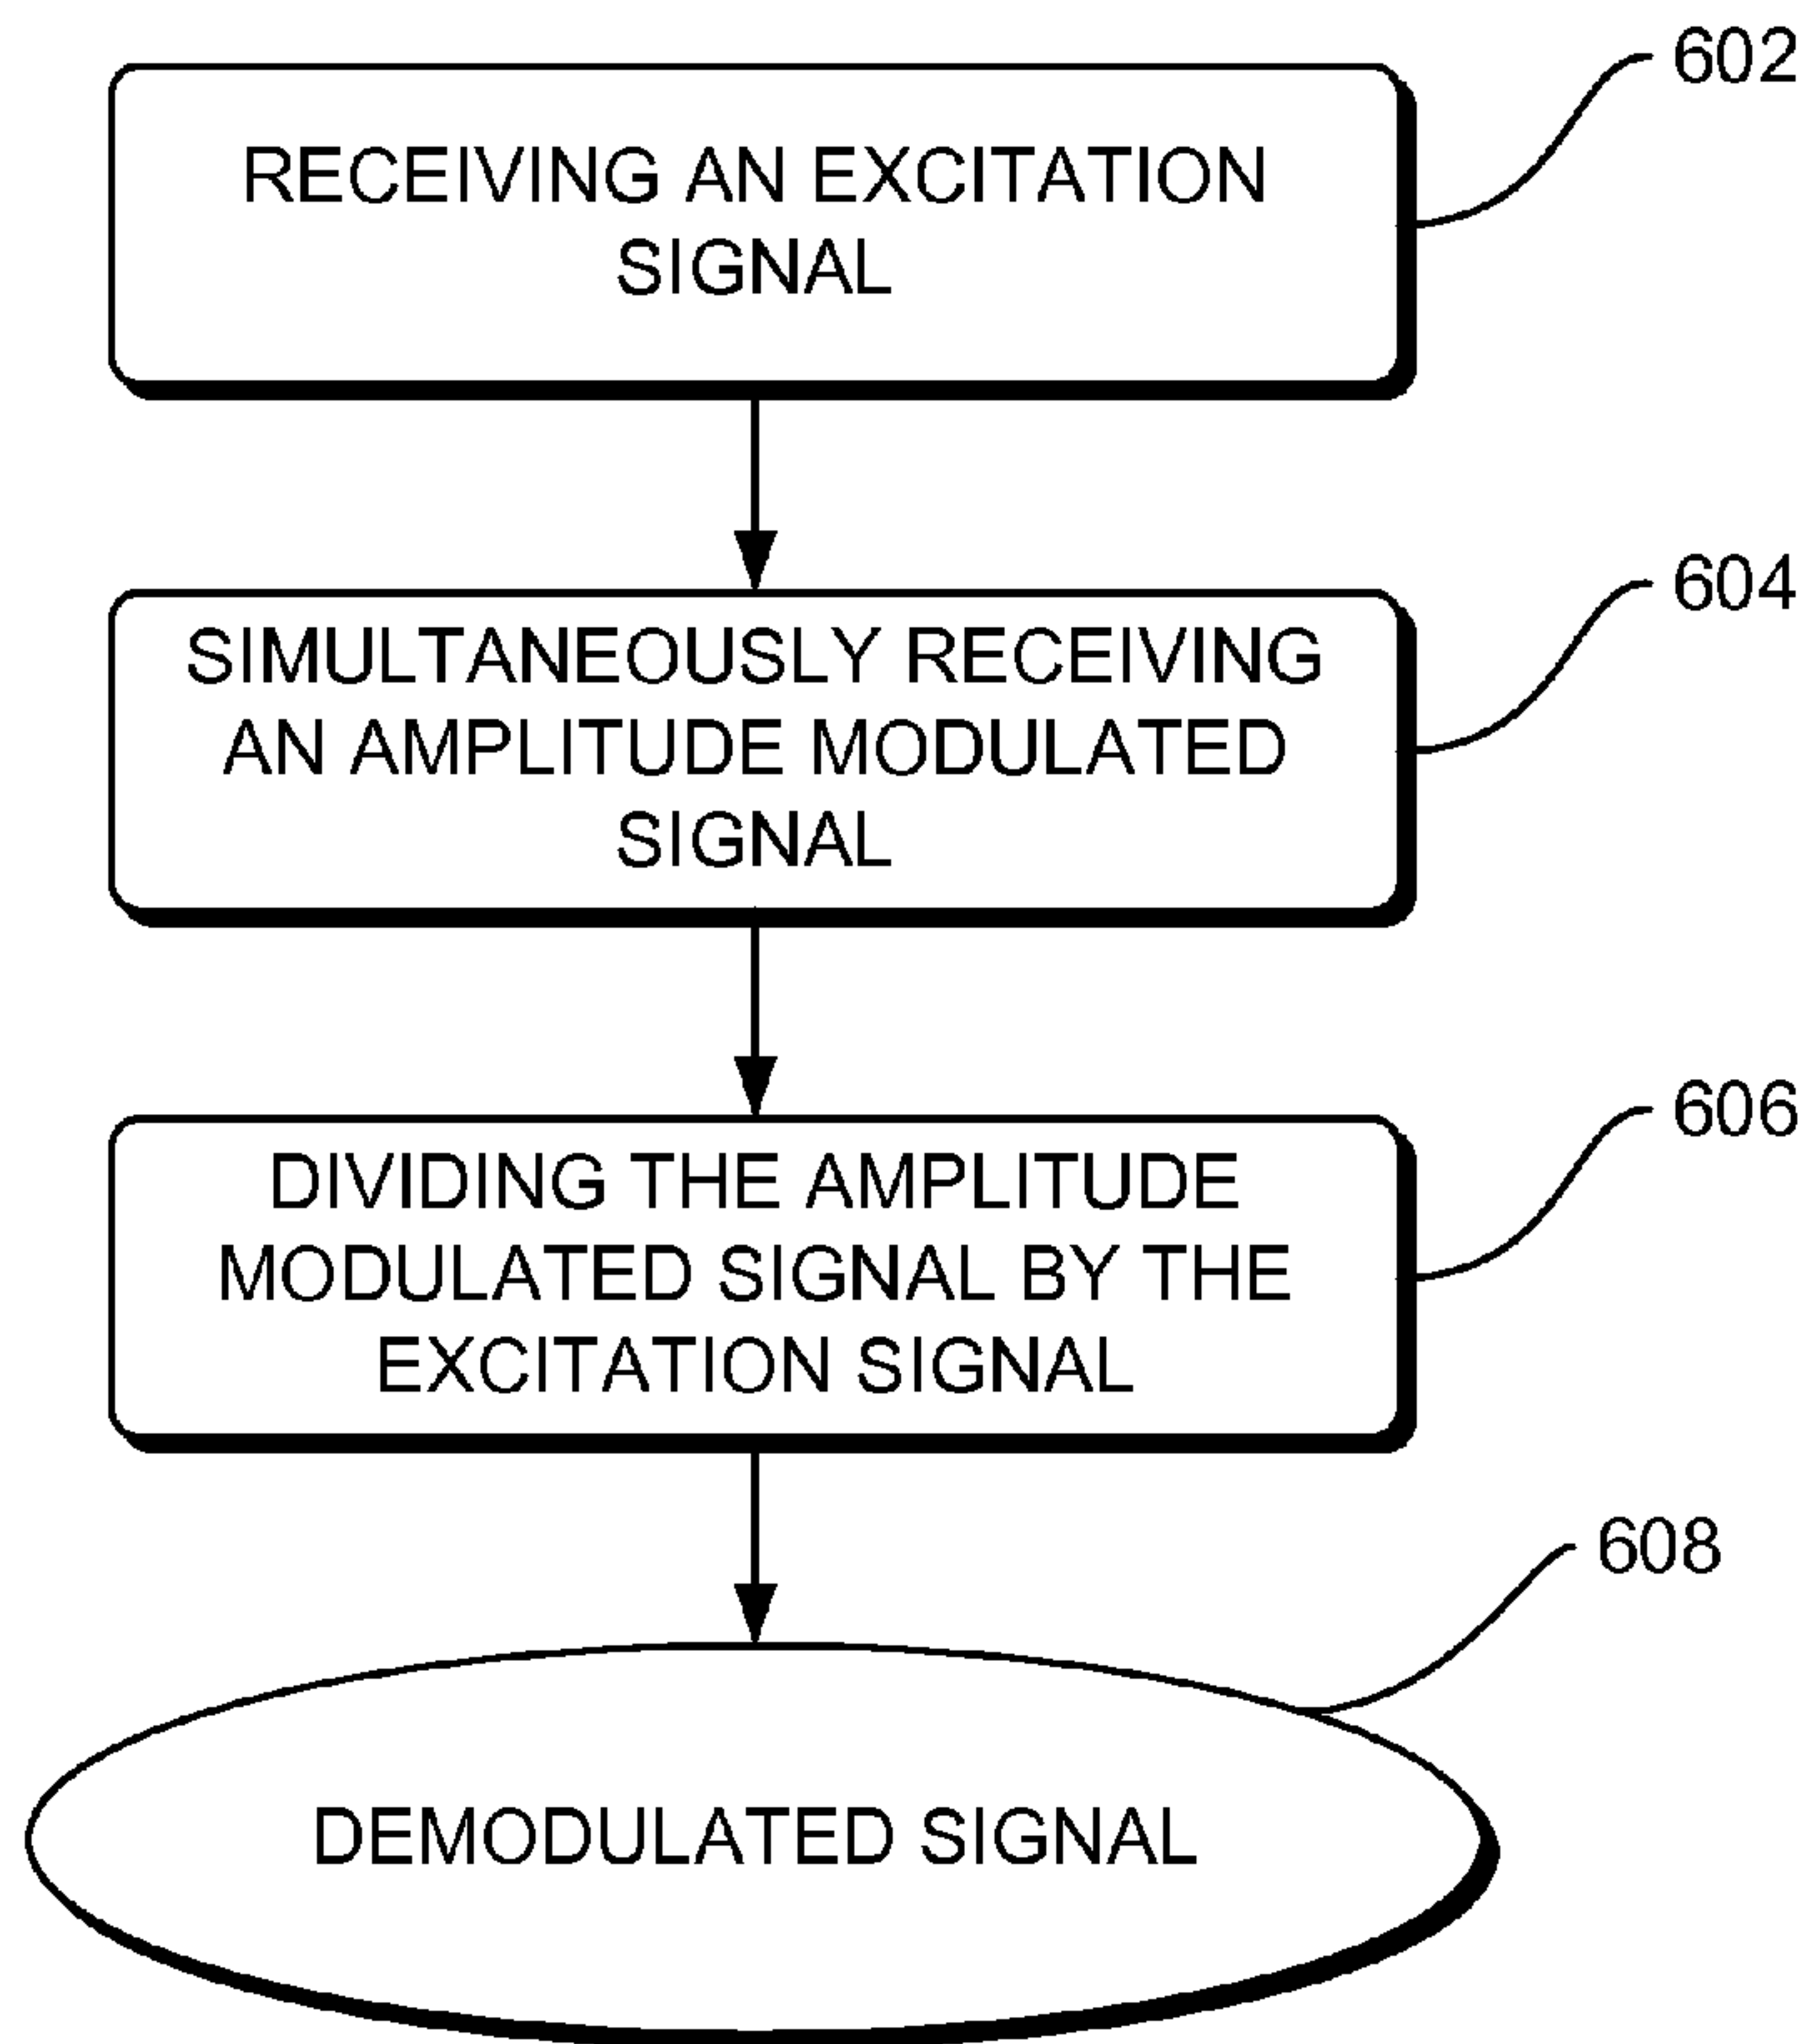 602
RECEIVING AN EXCITATION
SIGNAL
604
SIMULTANEOUSLY RECEIVING
AN AMPLITUDE MODULATED
SIGNAL
606
DIVIDING THE AMPLITUDE
MODULATED SIGNAL BY THE
EXCITATION SIGNAL
608
DEMODULATED SIGNAL